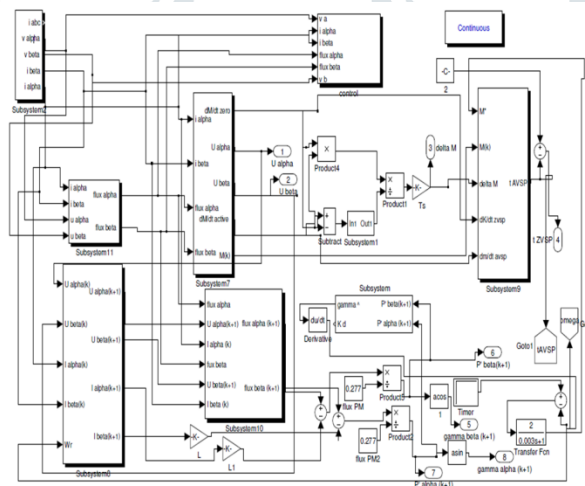 i abc
v alpha
v beta
i beta
i alpha
Subsystem2
v a
i alpha
i beta
flux alpha
flux beta
v b
control
Continuous
-C-
2
i alpha
i beta
u alpha
u beta
Subsystem11
i alpha
i beta
flux alpha
flux beta
dM/dt zero
U alpha
U beta
dM/dt active
M(k)
Subsystem7
1
U alpha
2
U beta
×
Product4
+
−
Subtract
In1 Out1
Subsystem1
×
÷
Product1
-K-
Ts
3
delta M
M*
M(k)
delta M
dK/dt zvsp
dm/dt avsp
t AVSP
Subsystem9
t ZVSP
4
U alpha(k)
U beta(k)
I alpha(k)
I beta(k)
Wr
U alpha(k+1)
U beta(k+1)
I alpha(k+1)
I beta(k+1)
flux alpha
U alpha(k+1)
I alpha (k)
flux beta
U beta(k+1)
I beta (k)
flux alpha (k+1)
flux beta (k+1)
Subsystem10
-K-
L
-K-
L1
Subsystem
gamma *
K d
P' beta(k+1)
P' alpha (k+1)
du/dt
Derivative
0.277
flux PM
×
÷
0.277
flux PM2
×
÷
Product2
acos
1
5
gamma beta (k+1)
6
P' beta(k+1)
7
P' alpha (k+1)
asin
8
gamma alpha (k+1)
Timer
2
0.003s+1
Transfer Fcn
Goto1
tAVSP
omega